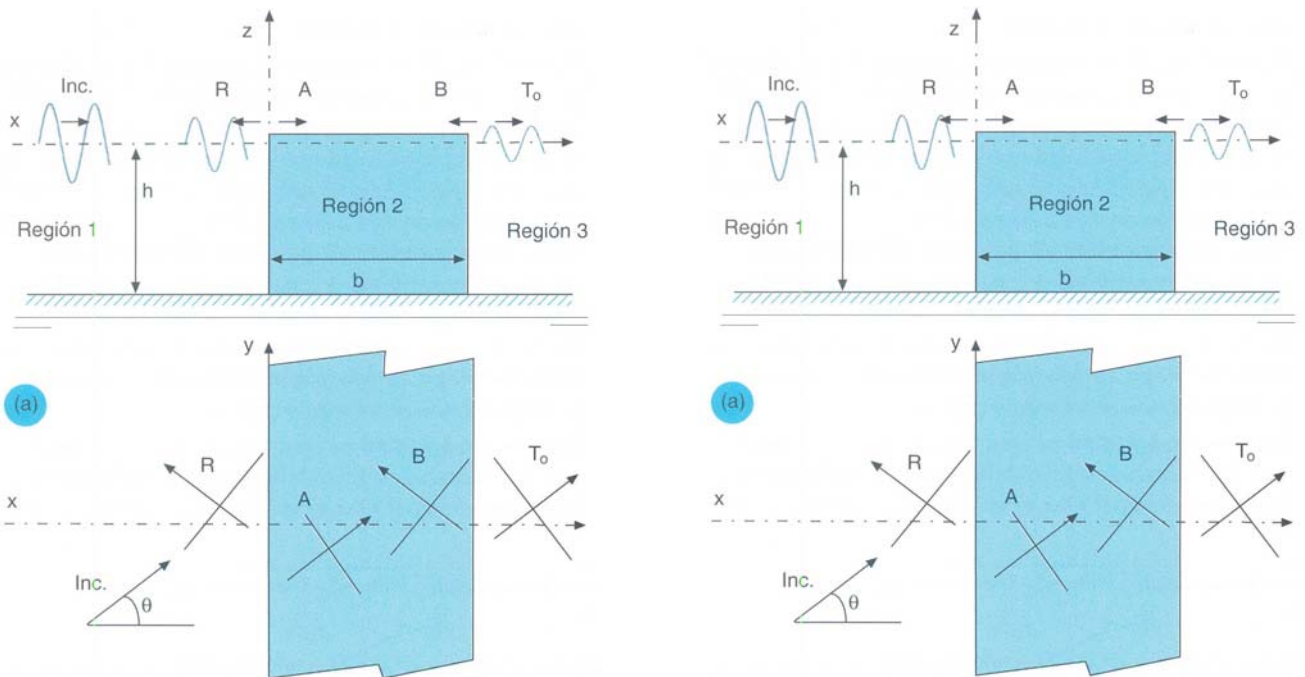 z
Inc.
R
A
B
To
x
h
Región 2
Región 1
Región 3
b
y
(a)
R
B
To
A
x
Inc.
θ
z
Inc.
R
A
B
To
x
h
Región 2
Región 1
Región 3
b
y
(a)
R
B
To
A
x
Inc.
θ